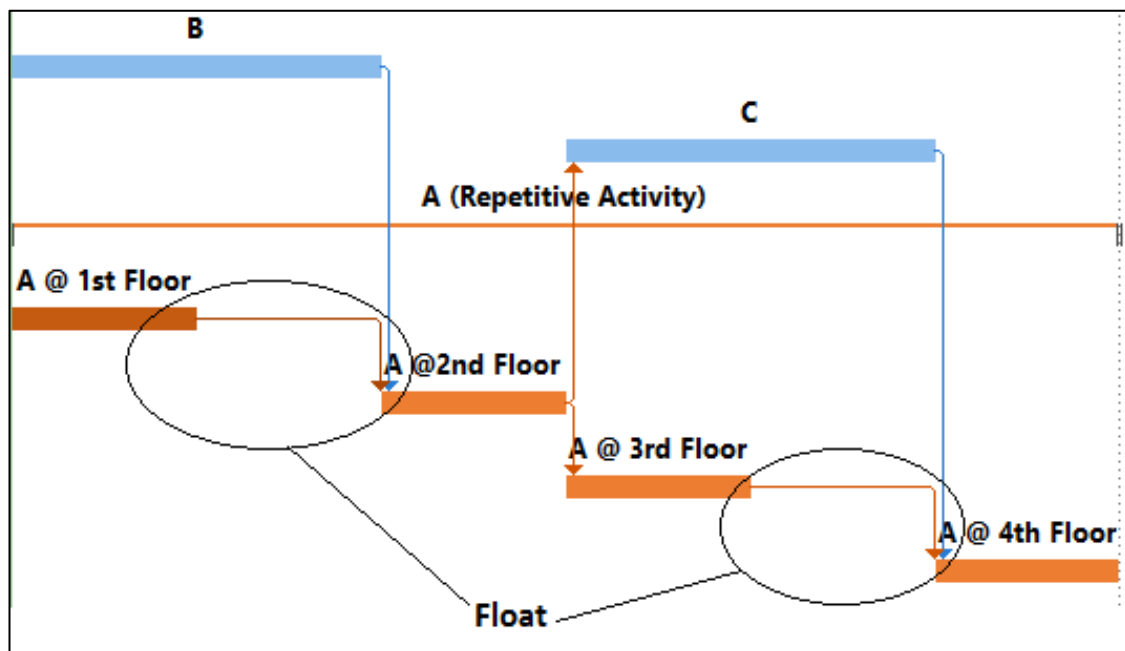 B
C
A (Repetitive Activity)
A @ 1st Floor
A @2nd Floor
A @ 3rd Floor
A @ 4th Floor
Float